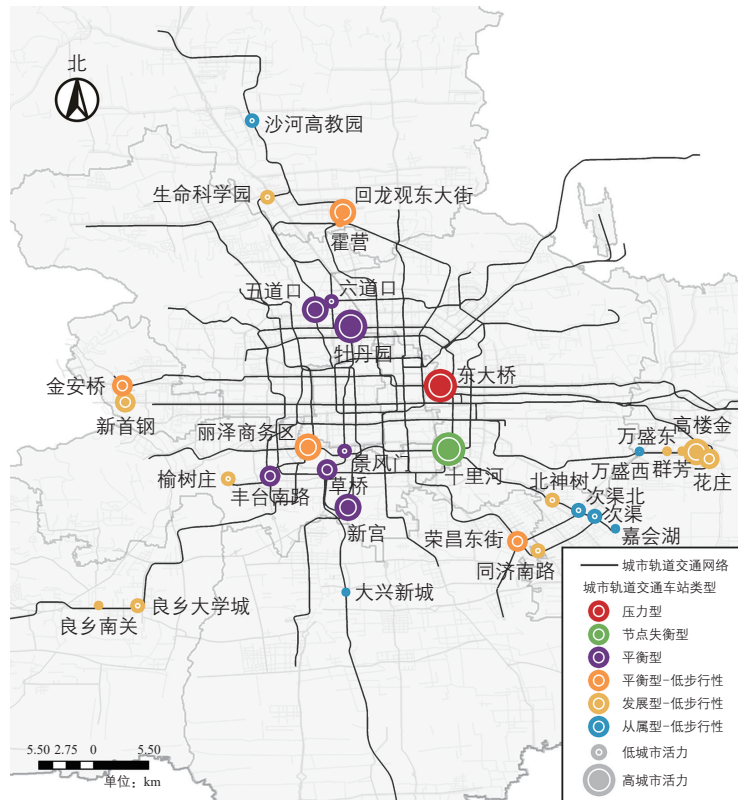 北
沙河高教园
生命科学园
回龙观东大街
霍营
五道口
六道口
牡丹园
金安桥
东大桥
新首钢
丽泽商务区
高楼金
万盛东
景风门
十里河
万盛西
群芳
花庄
榆树庄
丰台南路
草桥
北神树
次渠北
次渠
新宫
荣昌东街
嘉会湖
同济南路
大兴新城
良乡大学城
良乡南关
城市轨道交通网络
城市轨道交通车站类型
压力型
节点失衡型
平衡型
平衡型-低步行性
发展型-低步行性
从属型-低步行性
低城市活力
高城市活力
5.50 2.75 0 5.50
单位：km